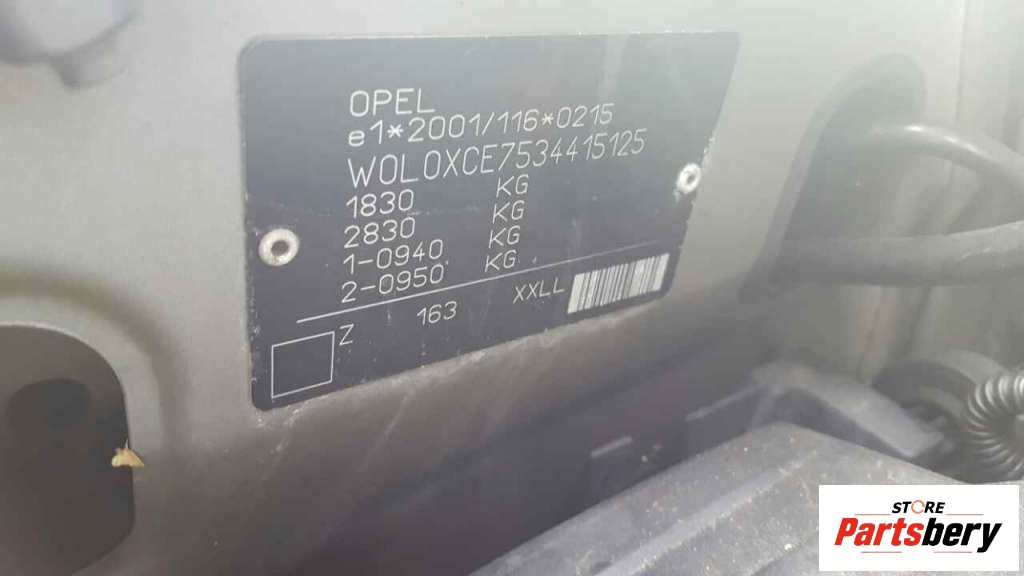 OPEL
e1*2001/116*0215
W0L0XCE7534415125
1830 KG
2830 KG
1-0940 KG
2-0950 KG
Z 163 XXLL
STORE
Partsbery